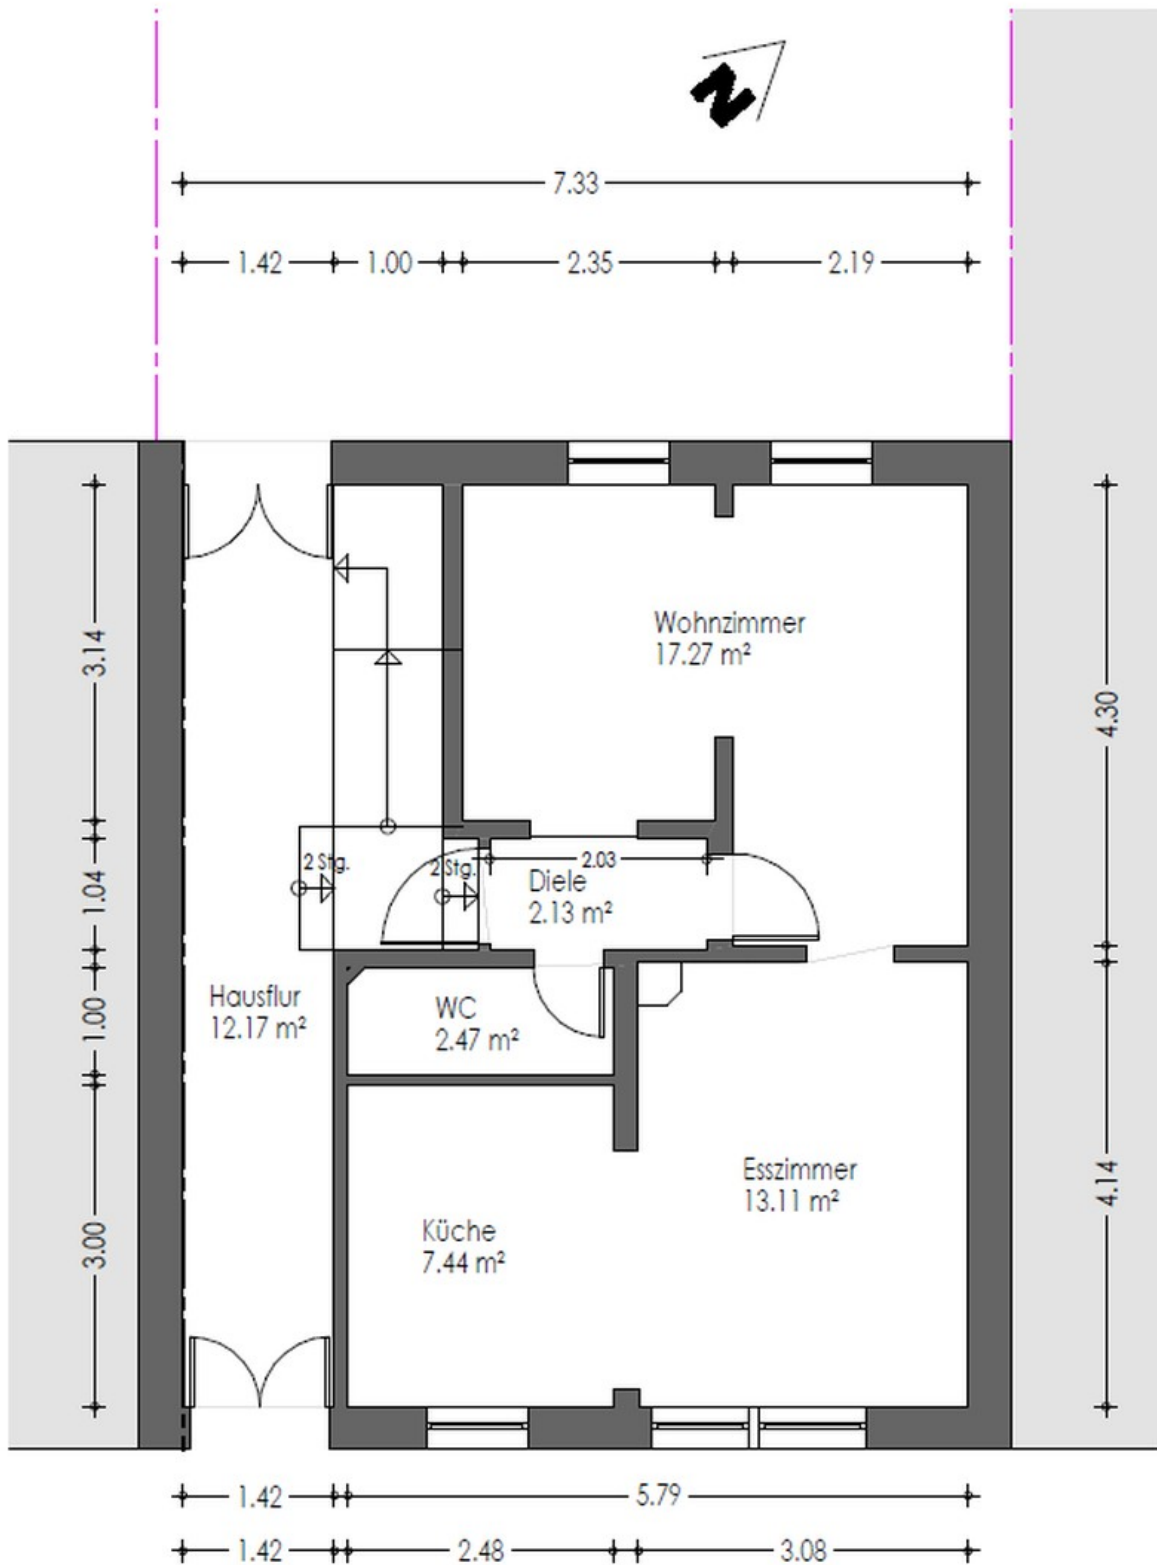 N
7.33
1.42 1.00 2.35 2.19
3.14
Wohnzimmer
17.27 m²
4.30
1.04
2 Stg.
2 Stg.
2.03
Diele
2.13 m²
Hausflur
12.17 m²
1.00
WC
2.47 m²
3.00
Küche
7.44 m²
Esszimmer
13.11 m²
4.14
1.42 5.79
1.42 2.48 3.08